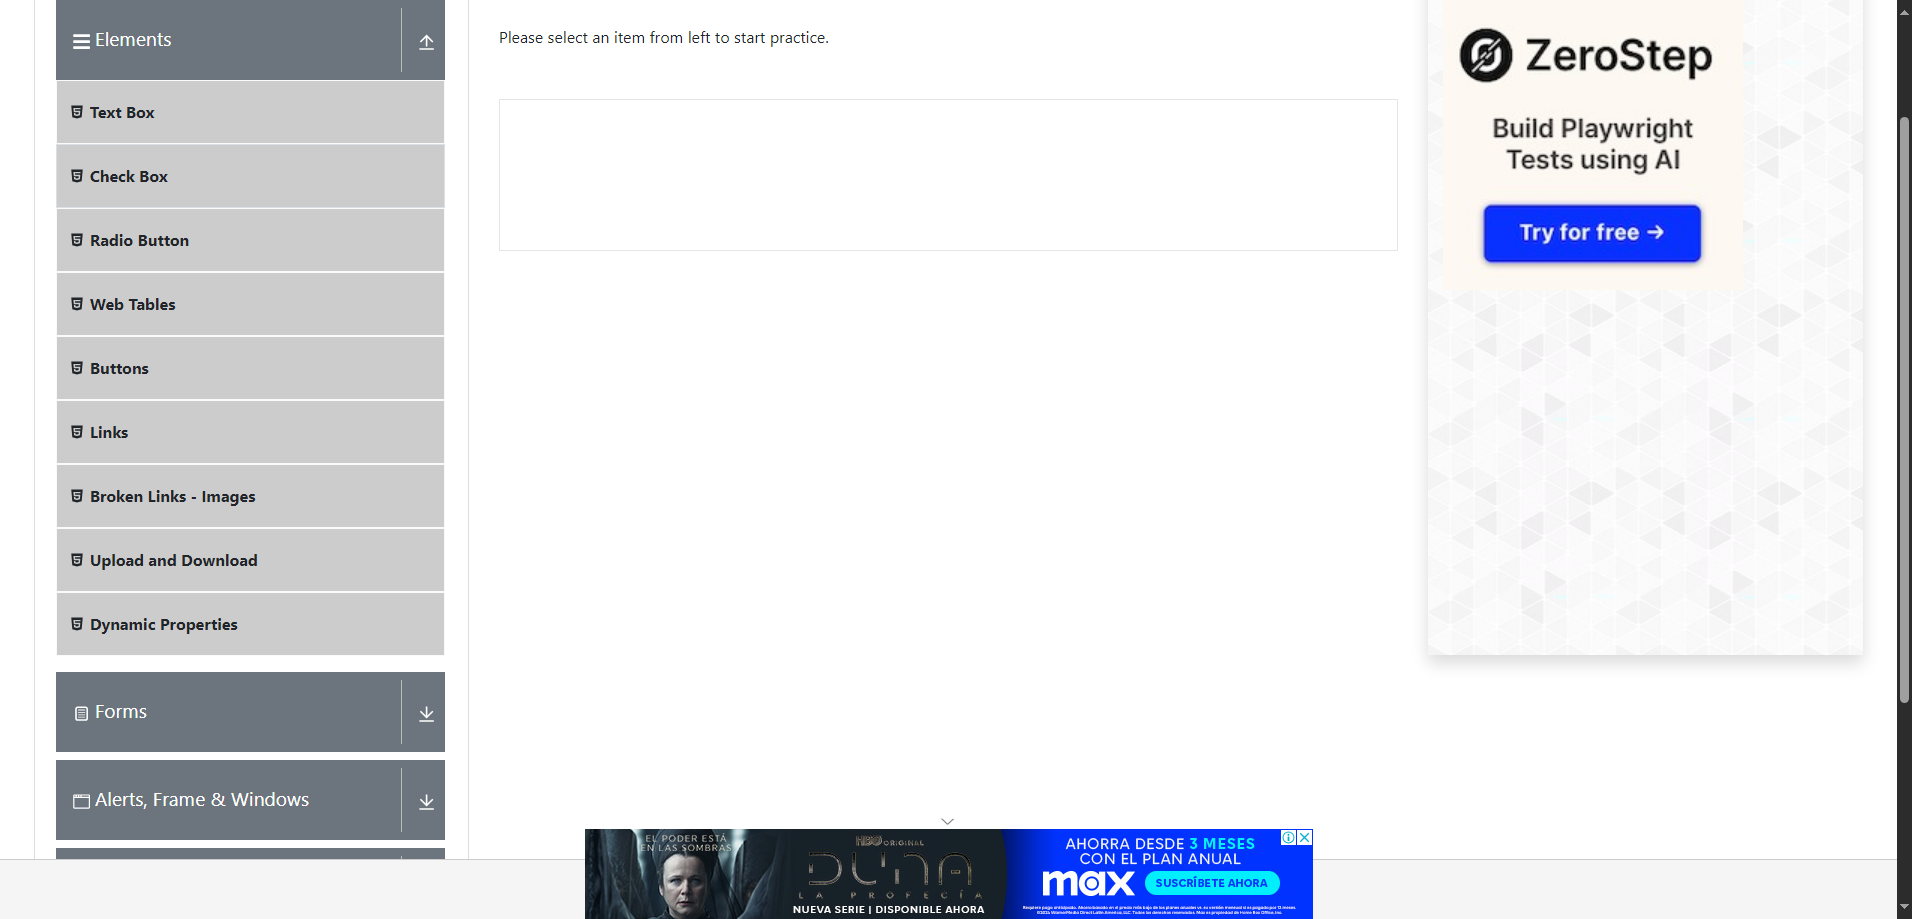 Elements
Text Box
Check Box
Radio Button
Web Tables
Buttons
Links
Broken Links - Images
Upload and Download
Dynamic Properties
Forms
Alerts, Frame & Windows
Please select an item from left to start practice.
ZeroStep
Build Playwright
Tests using AI
Try for free →
EL PODER ESTÁ
EN LAS SOMBRAS
HBO ORIGINAL
DUNA
LA PROFECÍA
NUEVA SERIE | DISPONIBLE AHORA
AHORRA DESDE 3 MESES
CON EL PLAN ANUAL
max
SUSCRÍBETE AHORA